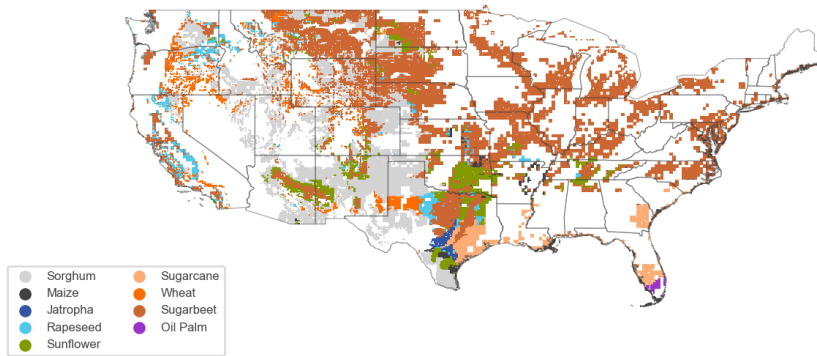 Sorghum
Maize
Jatropha
Rapeseed
Sunflower
Sugarcane
Wheat
Sugarbeet
Oil Palm